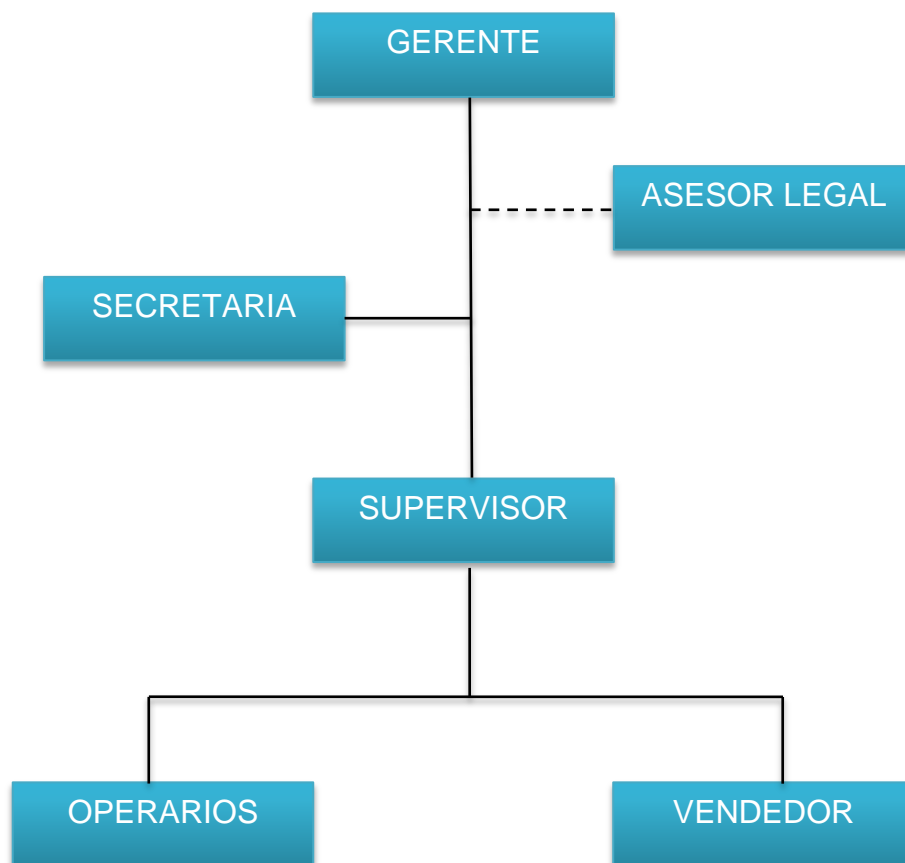 GERENTE
ASESOR LEGAL
SECRETARIA
SUPERVISOR
OPERARIOS
VENDEDOR